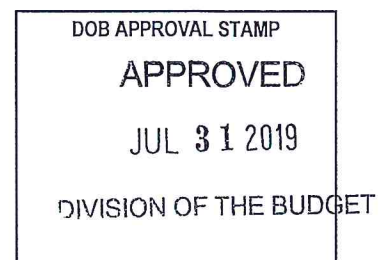 DOB APPROVAL STAMP
APPROVED
JUL 31 2019
DIVISION OF THE BUDGET